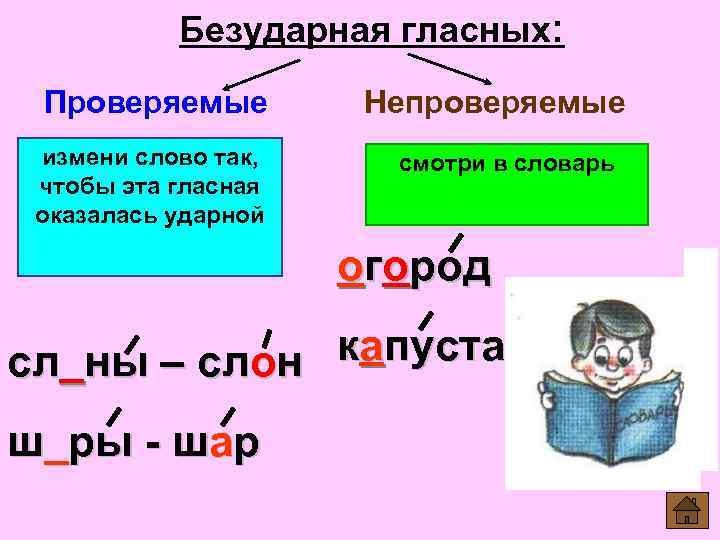 Безударная гласных:
Проверяемые
Непроверяемые
измени слово так,
чтобы эта гласная
оказалась ударной
смотри в словарь
огород
капуста
сл_ны – слон
ш_ры - шар
СЛОВАРЬ